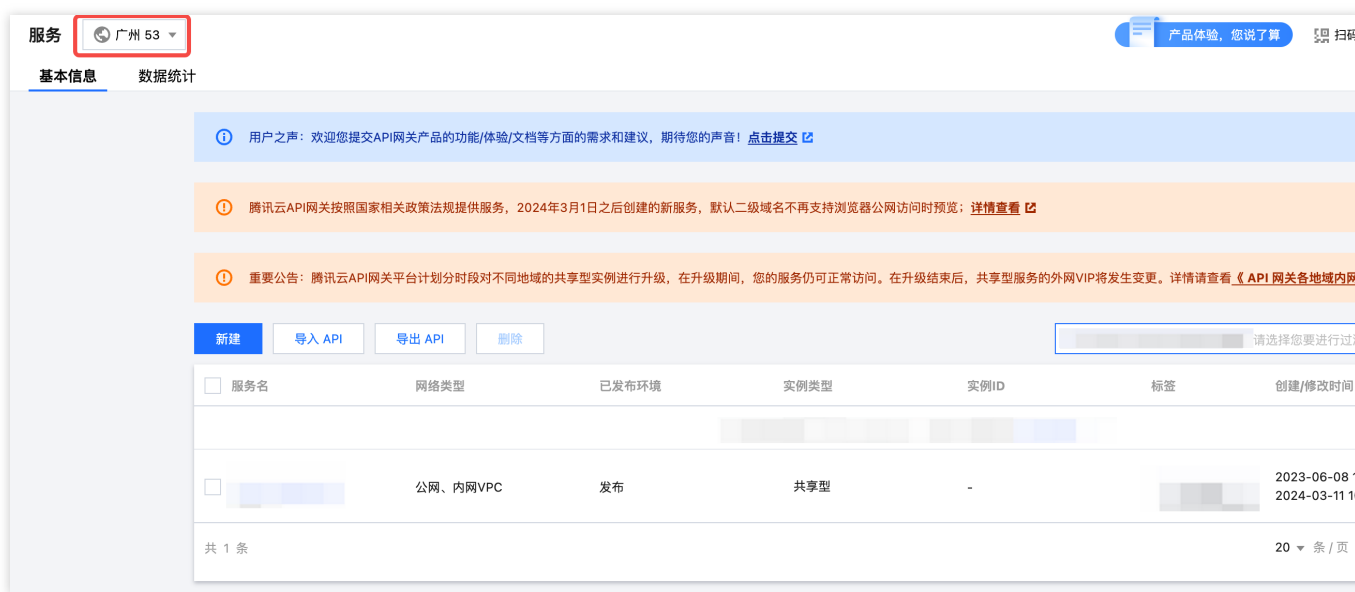 服务 广州 53 产品体验，您说了算 扫码
基本信息 数据统计
用户之声：欢迎您提交API网关产品的功能/体验/文档等方面的需求和建议，期待您的声音！点击提交
腾讯云API网关按照国家相关政策法规提供服务，2024年3月1日之后创建的新服务，默认二级域名不再支持浏览器公网访问时预览；详情查看
重要公告：腾讯云API网关平台计划分时段对不同地域的共享型实例进行升级，在升级期间，您的服务仍可正常访问。在升级结束后，共享型服务的外网VIP将发生变更。详情请查看《 API 网关各地域内网
新建 导入 API 导出 API 删除 请选择您要进行过
服务名 网络类型 已发布环境 实例类型 实例ID 标签 创建/修改时间
公网、内网VPC 发布 共享型 - 2023-06-08
2024-03-11
共 1 条 20 条 / 页